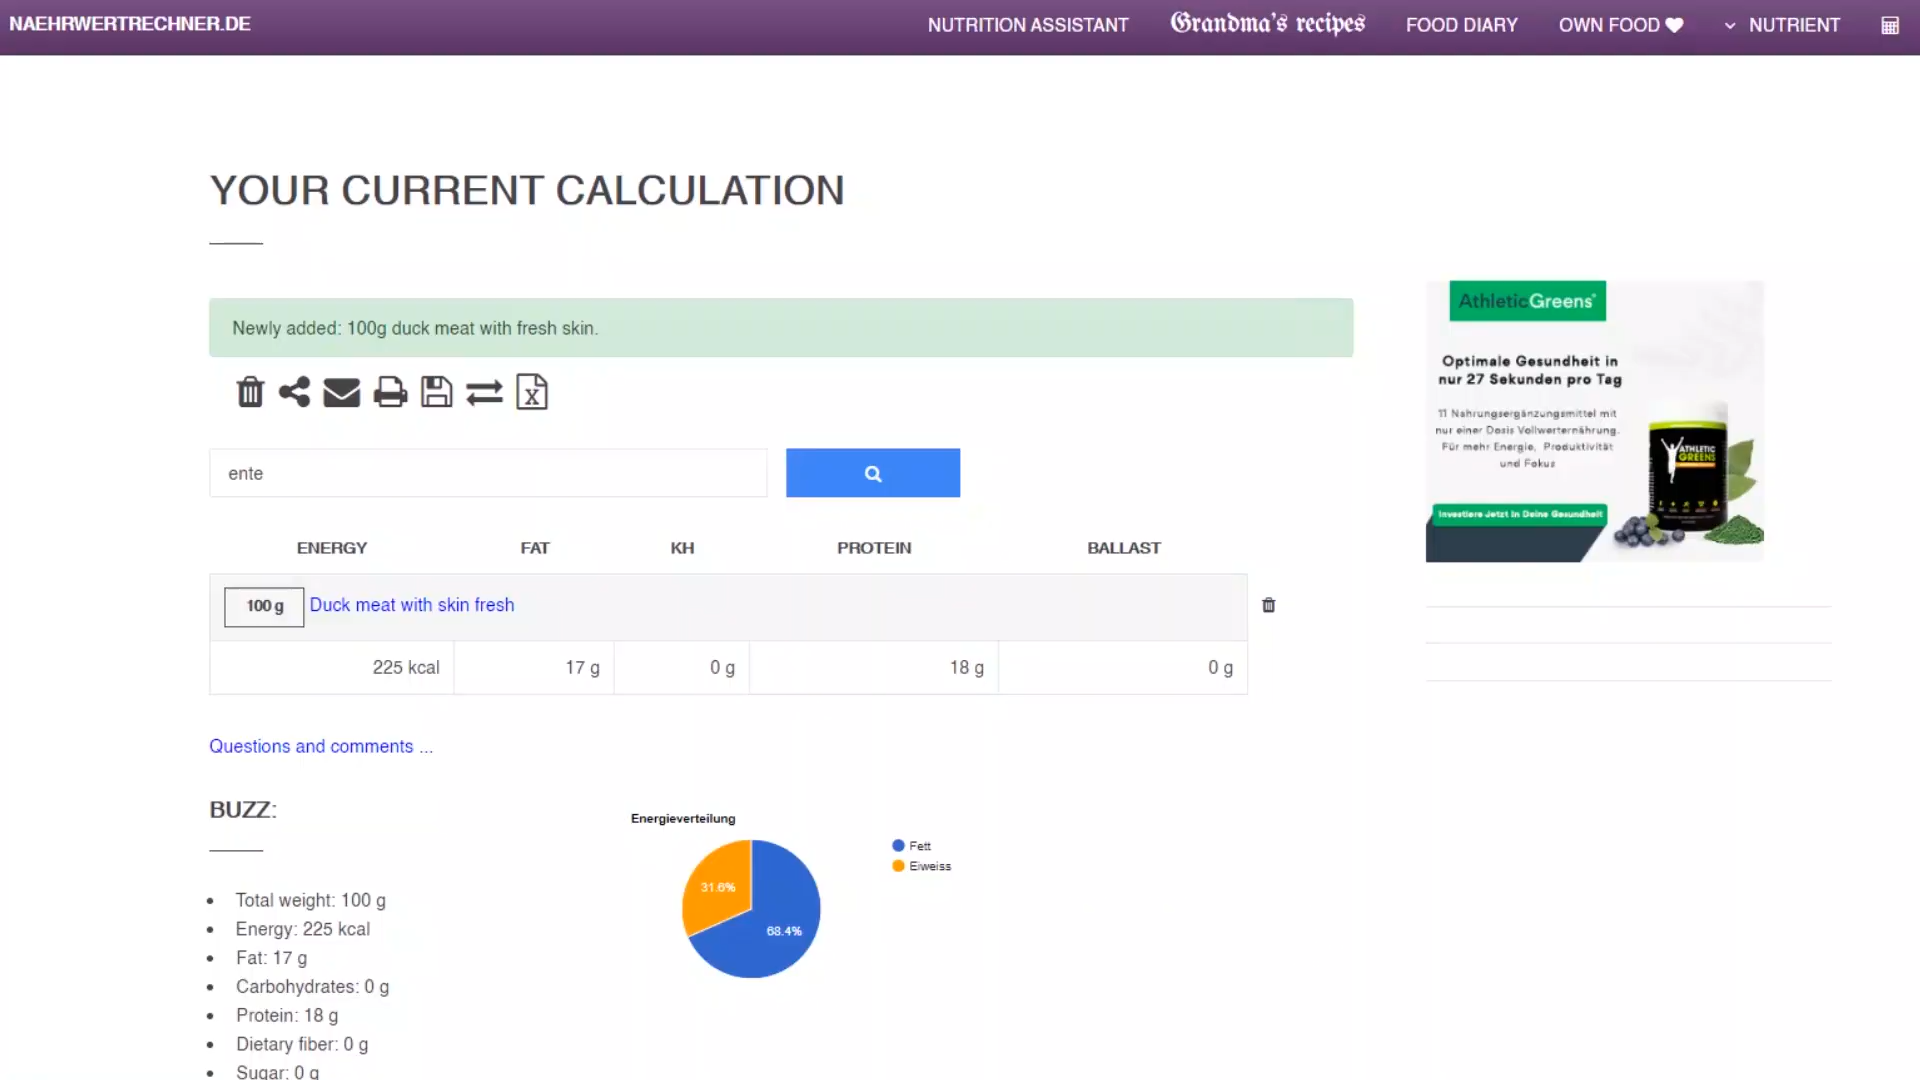 NAEHRWERTRECHNER.DE
NUTRITION ASSISTANT
Grandma's recipes
FOOD DIARY
OWN FOOD
NUTRIENT
YOUR CURRENT CALCULATION
Newly added: 100g duck meat with fresh skin.
ente
ENERGY FAT KH PROTEIN BALLAST
100 g Duck meat with skin fresh
225 kcal 17 g 0 g 18 g 0 g
Questions and comments ...
BUZZ:
Total weight: 100 g
Energy: 225 kcal
Fat: 17 g
Carbohydrates: 0 g
Protein: 18 g
Dietary fiber: 0 g
Sugar: 0 g
Energieverteilung
31.6%
68.4%
Fett
Eiweiss
AthleticGreens
Optimale Gesundheit in
nur 27 Sekunden pro Tag
11 Nahrungsergänzungsmittel mit
nur einer Dosis Vollwerternährung.
Für mehr Energie, Produktivität
und Fokus
Investiere Jetzt in Deine Gesundheit
ATHLETIC
GREENS